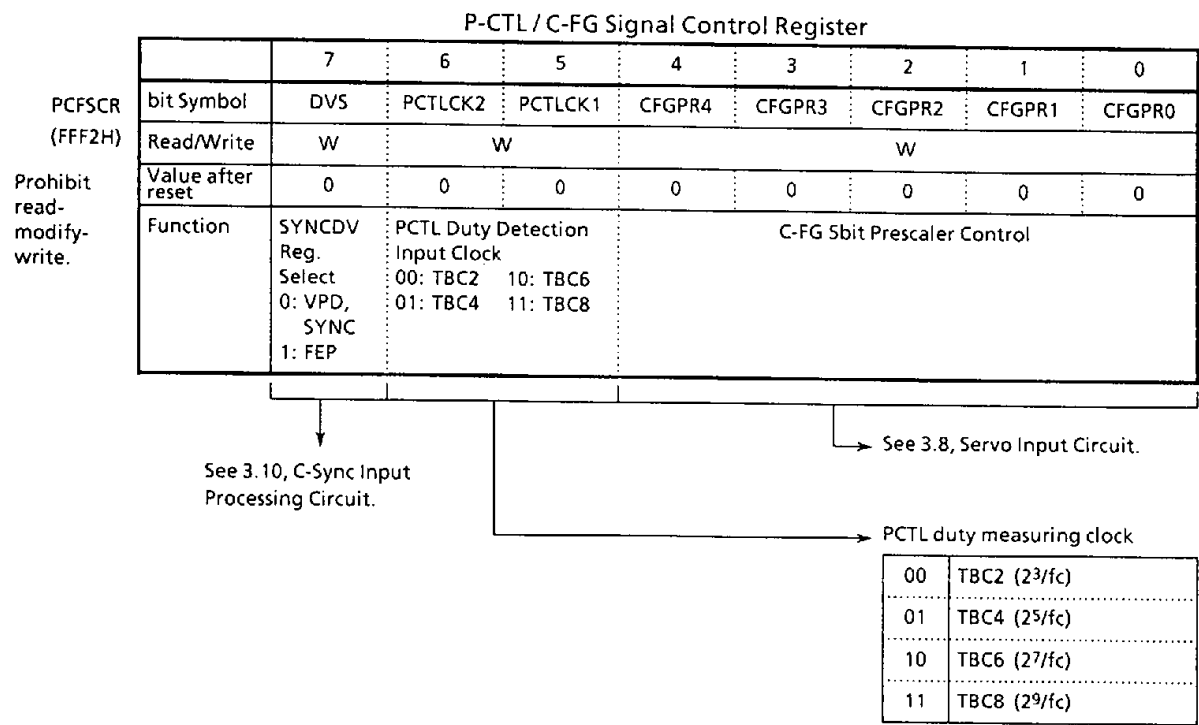 P-CTL / C-FG Signal Control Register
7 6 5 4 3 2 1 0
PCFSCR
(FFF2H)
bit Symbol DVS PCTLCK2 PCTLCK1 CFGPR4 CFGPR3 CFGPR2 CFGPR1 CFGPR0
Read/Write W W W
Prohibit
read-
modify-
write.
Value after
reset
0 0 0 0 0 0 0 0
Function
SYNCDV
Reg.
Select
0: VPD,
SYNC
1: FEP
PCTL Duty Detection
Input Clock
00: TBC2 10: TBC6
01: TBC4 11: TBC8
C-FG 5bit Prescaler Control
See 3.10, C-Sync Input
Processing Circuit.
See 3.8, Servo Input Circuit.
PCTL duty measuring clock
00 TBC2 (2³/fc)
01 TBC4 (2⁵/fc)
10 TBC6 (2⁷/fc)
11 TBC8 (2⁹/fc)